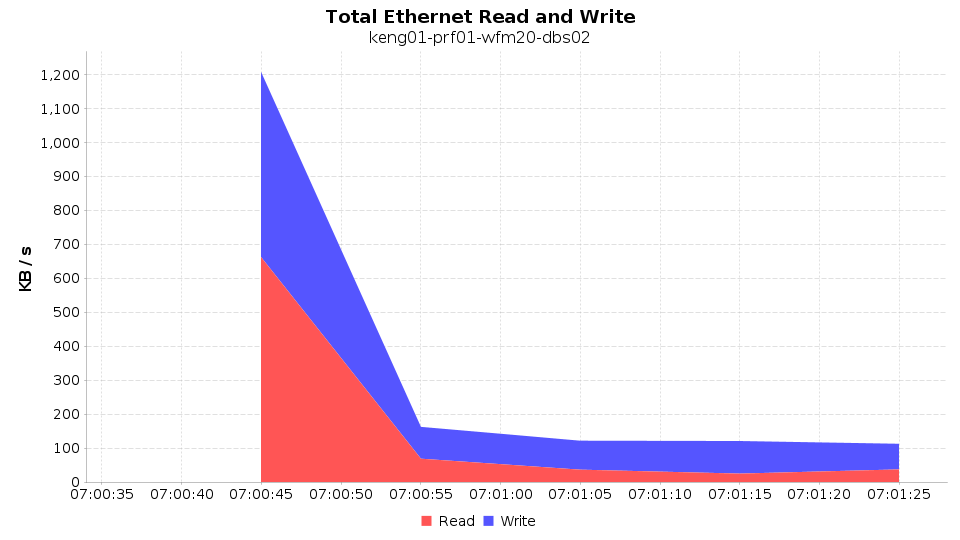 Total Ethernet Read and Write
keng01-prf01-wfm20-dbs02
KB / s
1,200
1,100
1,000
900
800
700
600
500
400
300
200
100
0
07:00:35 07:00:40 07:00:45 07:00:50 07:00:55 07:01:00 07:01:05 07:01:10 07:01:15 07:01:20 07:01:25
Read Write